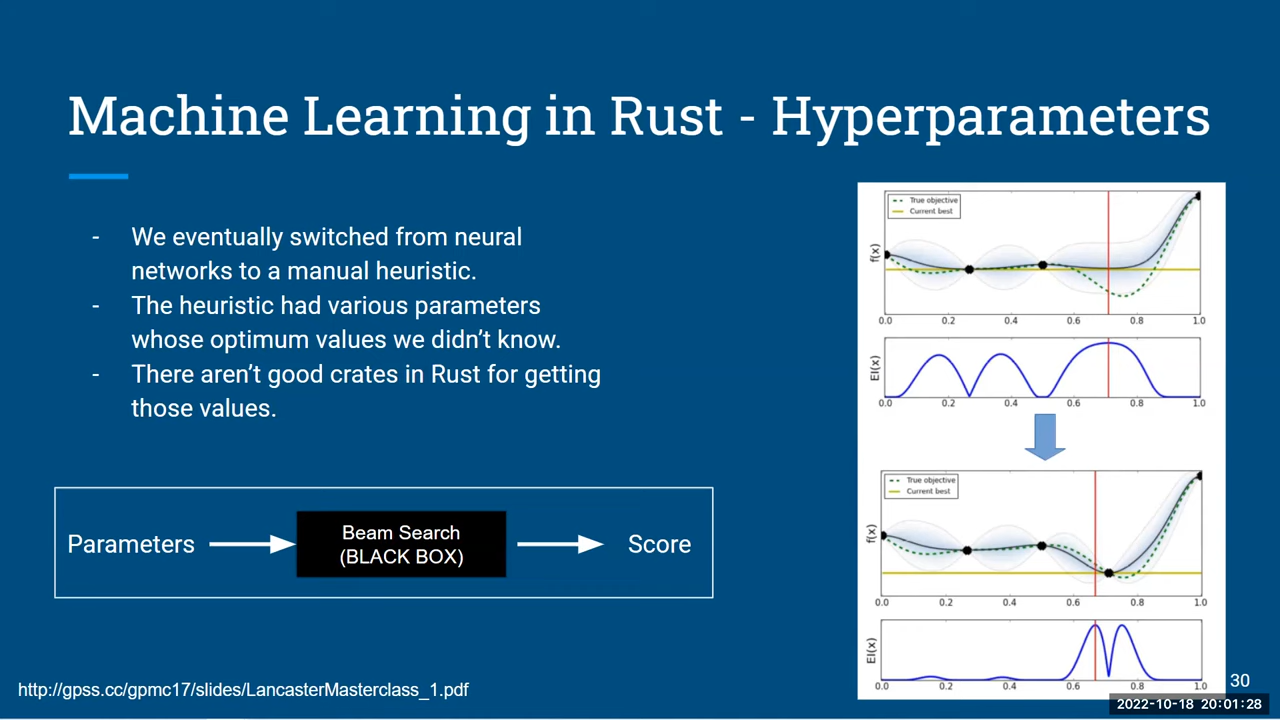 Machine Learning in Rust - Hyperparameters
- We eventually switched from neural
networks to a manual heuristic.
- The heuristic had various parameters
whose optimum values we didn’t know.
- There aren’t good crates in Rust for getting
those values.
Parameters
Beam Search
(BLACK BOX)
Score
http://gpss.cc/gpmc17/slides/LancasterMasterclass_1.pdf
True objective
Current best
f(x)
0.0 0.2 0.4 0.6 0.8 1.0
EI(x)
0.0 0.2 0.4 0.6 0.8 1.0
True objective
Current best
f(x)
0.0 0.2 0.4 0.6 0.8 1.0
EI(x)
0.0 0.2 0.4 0.6 0.8 1.0
30
2022-10-18 20:01:28